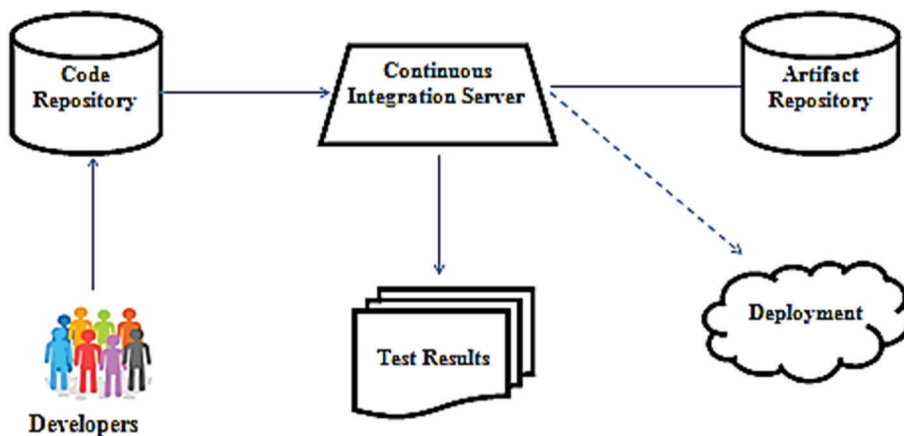 Code
Repository
Continuous
Integration Server
Artifact
Repository
Test Results
Deployment
Developers